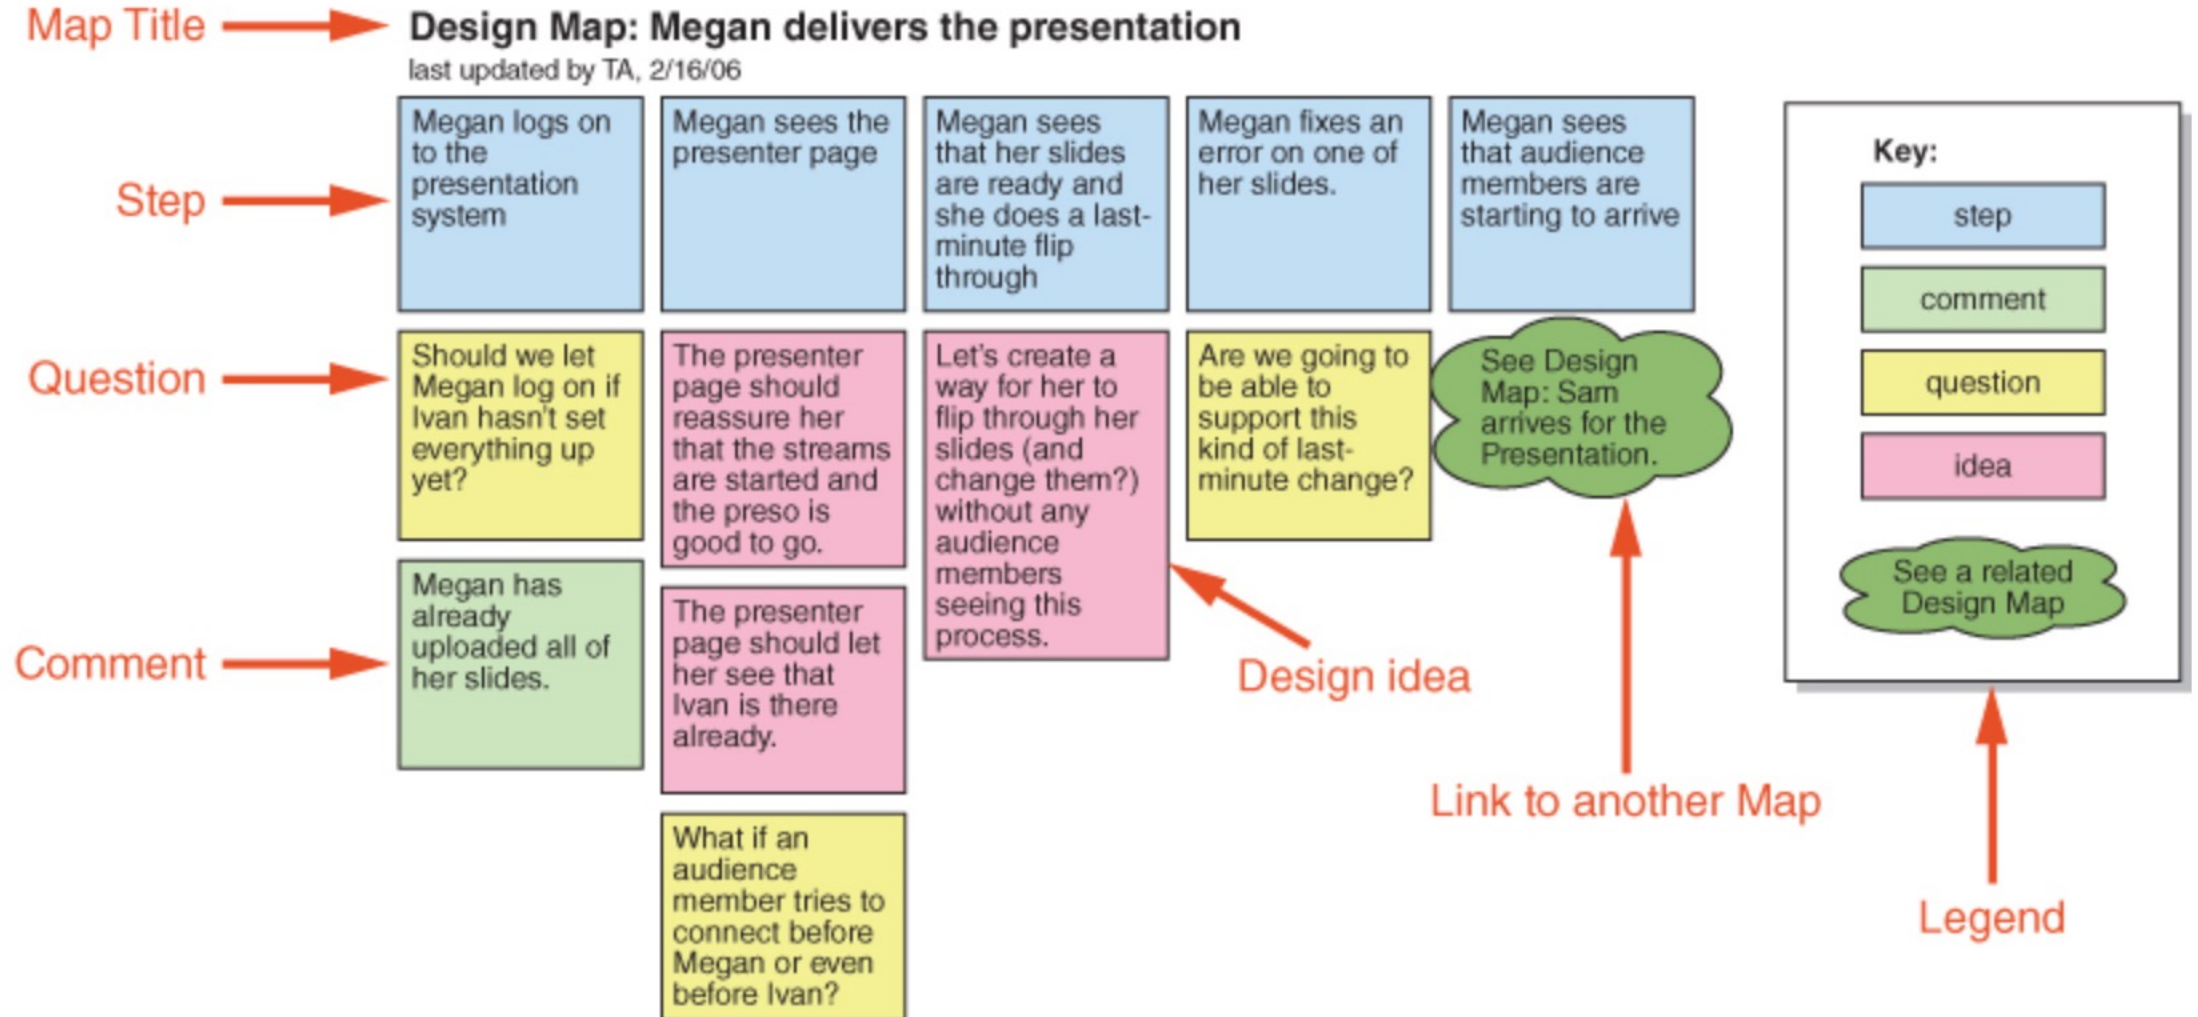 Map Title
Design Map: Megan delivers the presentation
last updated by TA, 2/16/06
Step
Megan logs on
to the
presentation
system
Megan sees the
presenter page
Megan sees
that her slides
are ready and
she does a last-
minute flip
through
Megan fixes an
error on one of
her slides.
Megan sees
that audience
members are
starting to arrive
Question
Should we let
Megan log on if
Ivan hasn't set
everything up
yet?
The presenter
page should
reassure her
that the streams
are started and
the preso is
good to go.
Let's create a
way for her to
flip through her
slides (and
change them?)
without any
audience
members
seeing this
process.
Are we going to
be able to
support this
kind of last-
minute change?
See Design
Map: Sam
arrives for the
Presentation.
Comment
Megan has
already
uploaded all of
her slides.
The presenter
page should let
her see that
Ivan is there
already.
What if an
audience
member tries to
connect before
Megan or even
before Ivan?
Design idea
Link to another Map
Key:
step
comment
question
idea
See a related
Design Map
Legend